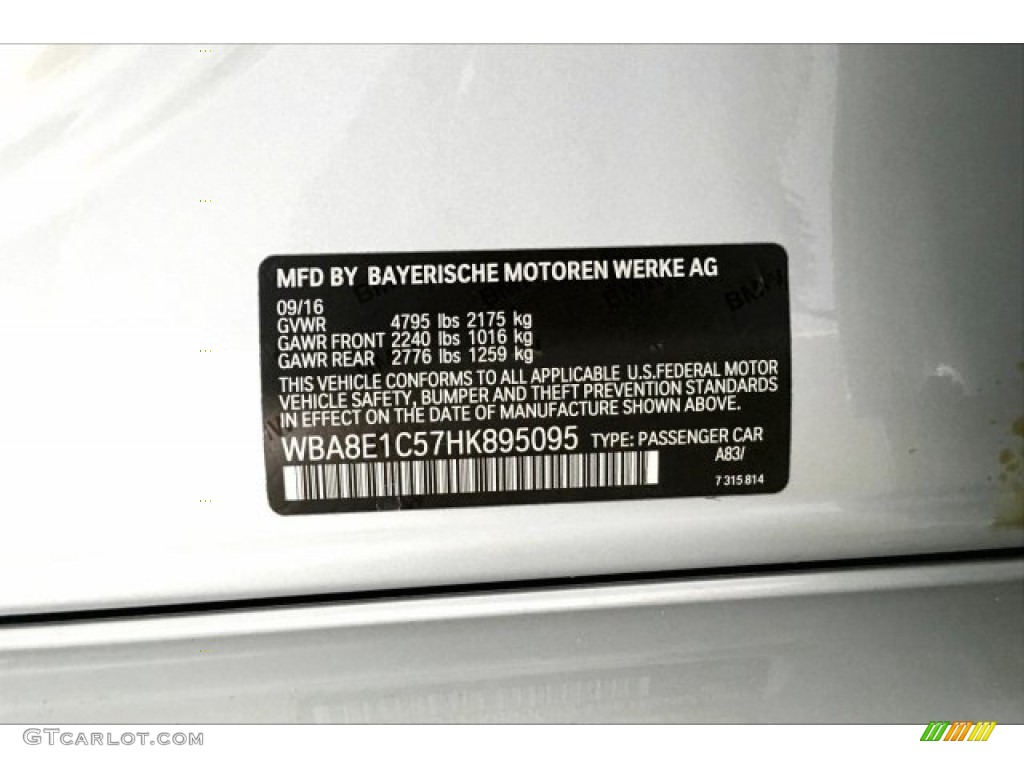 MFD BY BAYERISCHE MOTOREN WERKE AG
09/16
GVWR 4795 lbs 2175 kg
GAWR FRONT 2240 lbs 1016 kg
GAWR REAR 2776 lbs 1259 kg
THIS VEHICLE CONFORMS TO ALL APPLICABLE U.S.FEDERAL MOTOR
VEHICLE SAFETY, BUMPER AND THEFT PREVENTION STANDARDS
IN EFFECT ON THE DATE OF MANUFACTURE SHOWN ABOVE.
WBA8E1C57HK895095 TYPE: PASSENGER CAR
A83/
7 315 814
GTCARLOT.COM